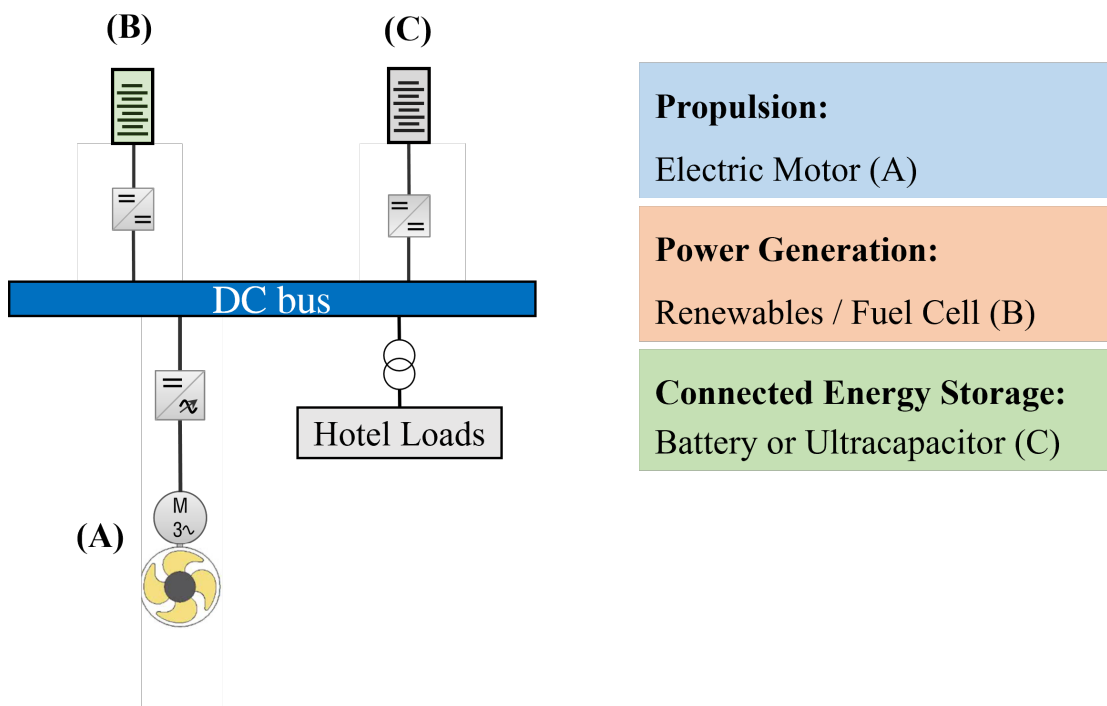 (B)
(C)
DC bus
Hotel Loads
M
3∿
(A)
Propulsion:
Electric Motor (A)
Power Generation:
Renewables / Fuel Cell (B)
Connected Energy Storage:
Battery or Ultracapacitor (C)